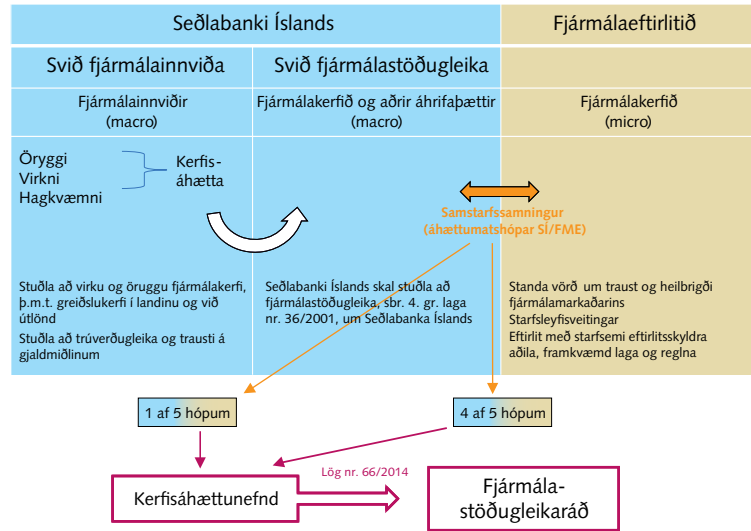 Seðlabanki Íslands
Fjármálaeftirlitið
Svið fjármálainnviða
Svið fjármálastöðugleika
Fjármálainnviðir
(macro)
Fjármálakerfið og aðrir áhrifaþættir
(macro)
Fjármálakerfið
(micro)
Öryggi
Virkni
Hagkvæmni
Kerfis-
áhætta
Samstarfssamningur
(áhættumatshópar SÍ/FME)
Stuðla að virku og öruggu fjármálakerfi,
þ.m.t. greiðslukerfi í landinu og við
útlönd
Stuðla að trúverðugleika og trausti á
gjaldmiðlinum
Seðlabanki Íslands skal stuðla að
fjármálastöðugleika, sbr. 4. gr. laga
nr. 36/2001, um Seðlabanka Íslands
Standa vörð um traust og heilbrigði
fjármálamarkaðarins
Starfsleyfisveitingar
Eftirlit með starfsemi eftirlitsskyldra
aðila, framkvæmd laga og reglna
1 af 5 hópum
4 af 5 hópum
Kerfisáhættunefnd
Lög nr. 66/2014
Fjármála-
stöðugleikaráð